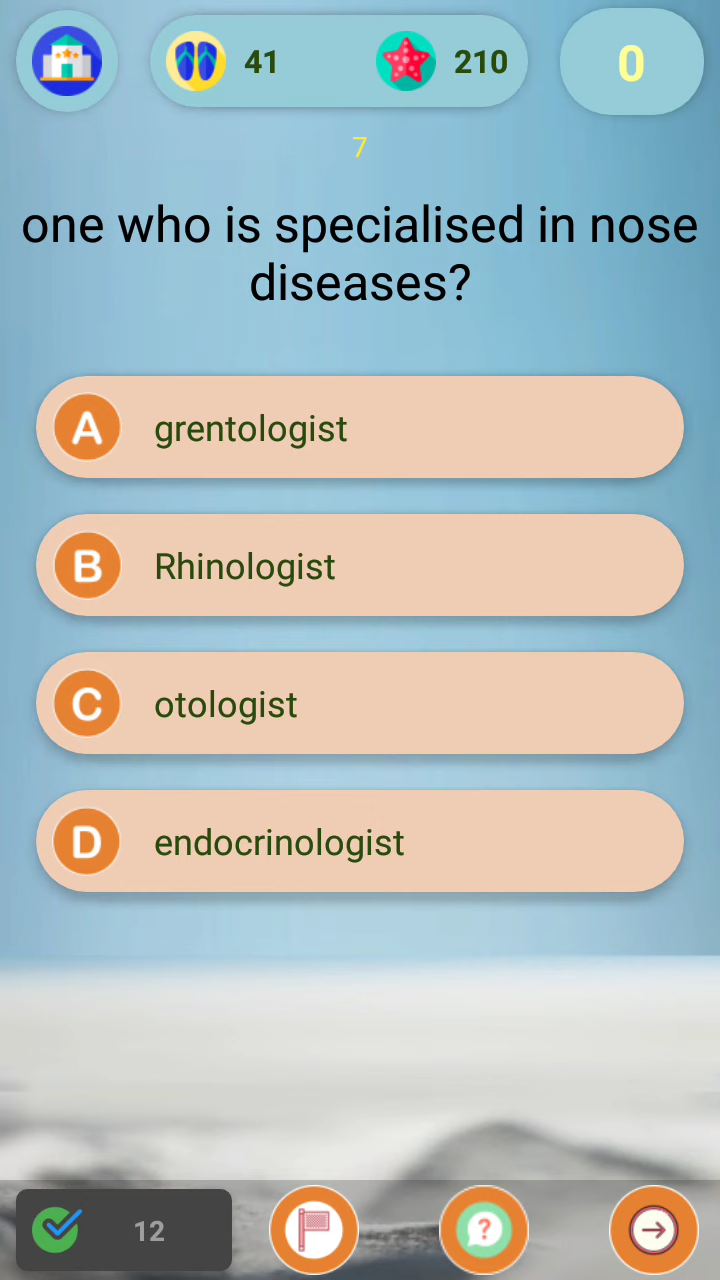 41
210
0
7
one who is specialised in nose
diseases?
A
grentologist
B
Rhinologist
C
otologist
D
endocrinologist
12
?